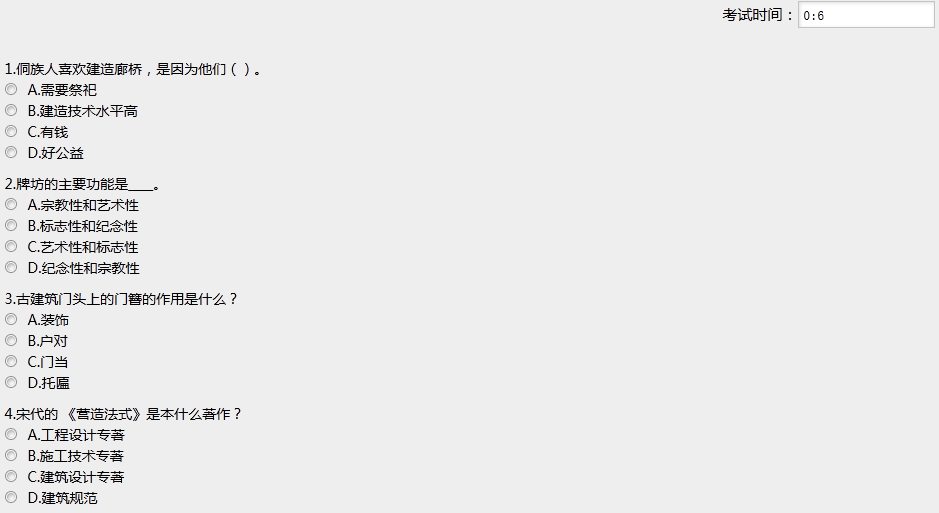 考试时间：0:6
1.侗族人喜欢建造廊桥，是因为他们（ ）。
A.需要祭祀
B.建造技术水平高
C.有钱
D.好公益
2.牌坊的主要功能是____。
A.宗教性和艺术性
B.标志性和纪念性
C.艺术性和标志性
D.纪念性和宗教性
3.古建筑门头上的门簪的作用是什么？
A.装饰
B.户对
C.门当
D.托匾
4.宋代的 《营造法式》是本什么著作？
A.工程设计专著
B.施工技术专著
C.建筑设计专著
D.建筑规范